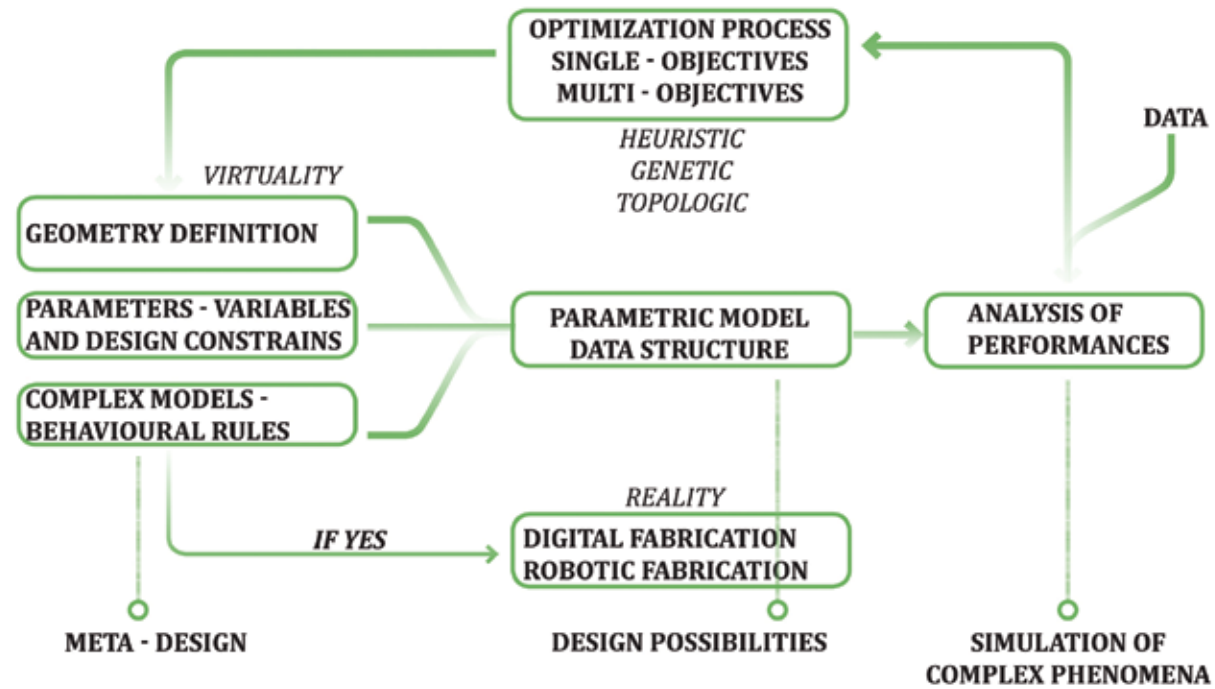 OPTIMIZATION PROCESS
SINGLE - OBJECTIVES
MULTI - OBJECTIVES
HEURISTIC
GENETIC
TOPOLOGIC
DATA
VIRTUALITY
GEOMETRY DEFINITION
PARAMETERS - VARIABLES
AND DESIGN CONSTRAINS
COMPLEX MODELS -
BEHAVIOURAL RULES
PARAMETRIC MODEL
DATA STRUCTURE
ANALYSIS OF
PERFORMANCES
IF YES
REALITY
DIGITAL FABRICATION
ROBOTIC FABRICATION
META - DESIGN
DESIGN POSSIBILITIES
SIMULATION OF
COMPLEX PHENOMENA